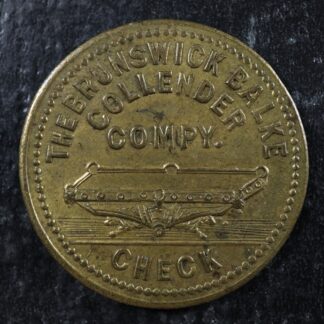 THE BRUNSWICK BALKE
COLLENDER
COMPY.
CHECK